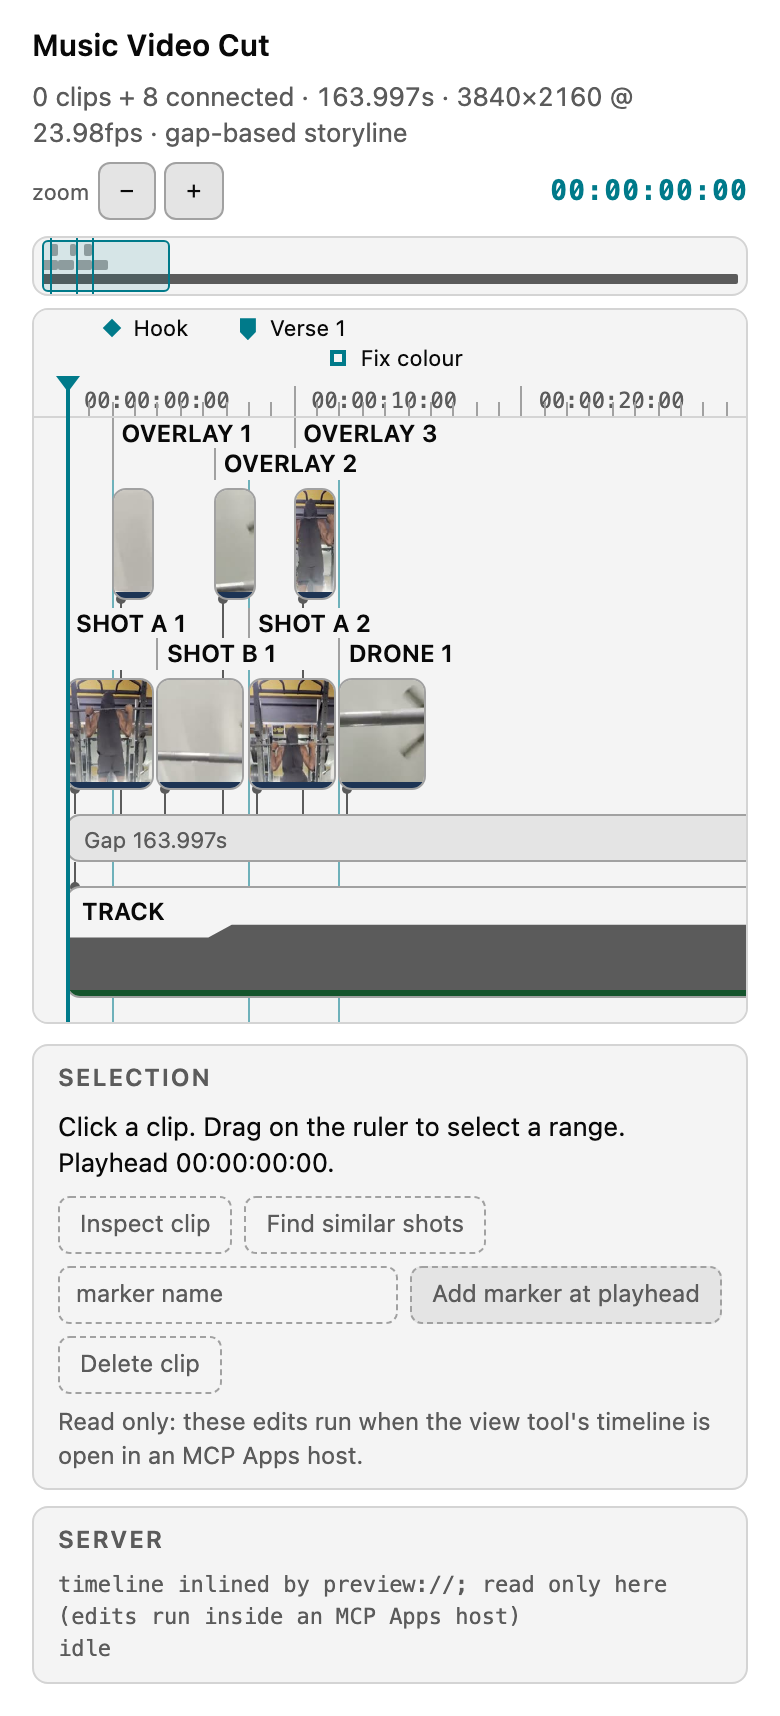 Music Video Cut
0 clips + 8 connected · 163.997s · 3840×2160 @
23.98fps · gap-based storyline
zoom − + 00:00:00:00
Hook Verse 1
Fix colour
00:00:00:00 00:00:10:00 00:00:20:00
OVERLAY 1 OVERLAY 3
OVERLAY 2
SHOT A 1 SHOT A 2
SHOT B 1 DRONE 1
Gap 163.997s
TRACK
SELECTION
Click a clip. Drag on the ruler to select a range.
Playhead 00:00:00:00.
Inspect clip Find similar shots
marker name Add marker at playhead
Delete clip
Read only: these edits run when the view tool's timeline is
open in an MCP Apps host.
SERVER
timeline inlined by preview://; read only here
(edits run inside an MCP Apps host)
idle